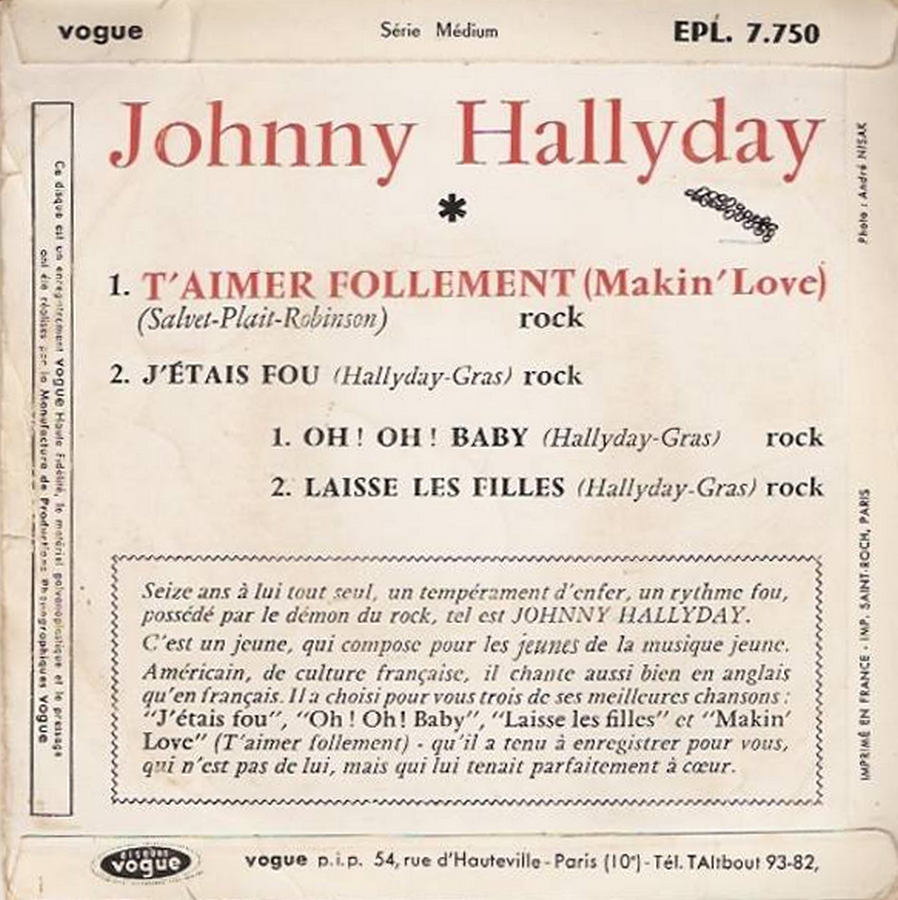 vogue Série Médium EPL. 7.750
Johnny Hallyday
*
1. T'AIMER FOLLEMENT (Makin' Love)
(Salvet-Plait-Robinson) rock
2. J'ÉTAIS FOU (Hallyday-Gras) rock
1. OH ! OH ! BABY (Hallyday-Gras) rock
2. LAISSE LES FILLES (Hallyday-Gras) rock
Seize ans à lui tout seul, un tempérament d'enfer, un rythme fou,
possédé par le démon du rock, tel est JOHNNY HALLYDAY.
C'est un jeune, qui compose pour les jeunes de la musique jeune.
Américain, de culture française, il chante aussi bien en anglais
qu'en français. Il a choisi pour vous trois de ses meilleures chansons :
"J'étais fou", "Oh ! Oh ! Baby", "Laisse les filles" et "Makin'
Love" (T'aimer follement) - qu'il a tenu à enregistrer pour vous,
qui n'est pas de lui, mais qui lui tenait parfaitement à cœur.
Ce disque est un enregistrement vogue Haute Fidélité, le matériel galvanoplastique et le pressage
ont été réalisés par la Manufacture de Productions Phonographiques Vogue
Photo : André NISAK
IMPRIMÉ EN FRANCE - IMP. SAINT-ROCH, PARIS
disques
vogue
vogue p.i.p. 54, rue d'Hauteville - Paris (10e) - Tél. TAItbout 93-82,